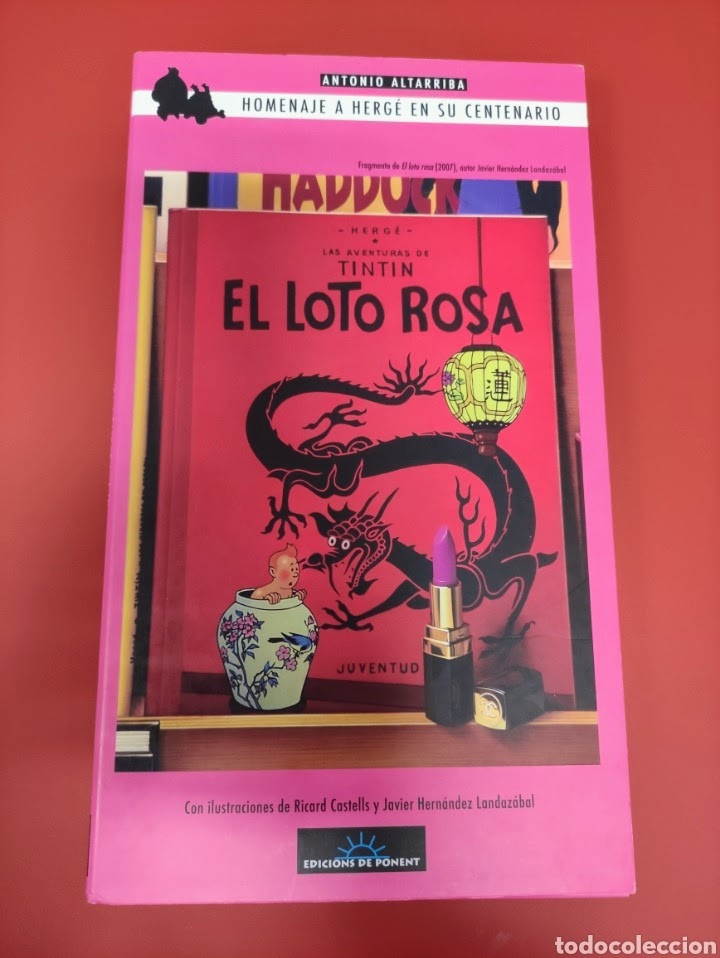 ANTONIO ALTARRIBA
HOMENAJE A HERGÉ EN SU CENTENARIO
Fragmento de El loto rosa (2007), autor Javier Hernández Landazábal
HADDOCK
- HERGÉ -
LAS AVENTURAS DE
TINTIN
EL LOTO ROSA
蓮
JUVENTUD
Con ilustraciones de Ricard Castells y Javier Hernández Landazábal
EDICIONS DE PONENT
todocoleccion